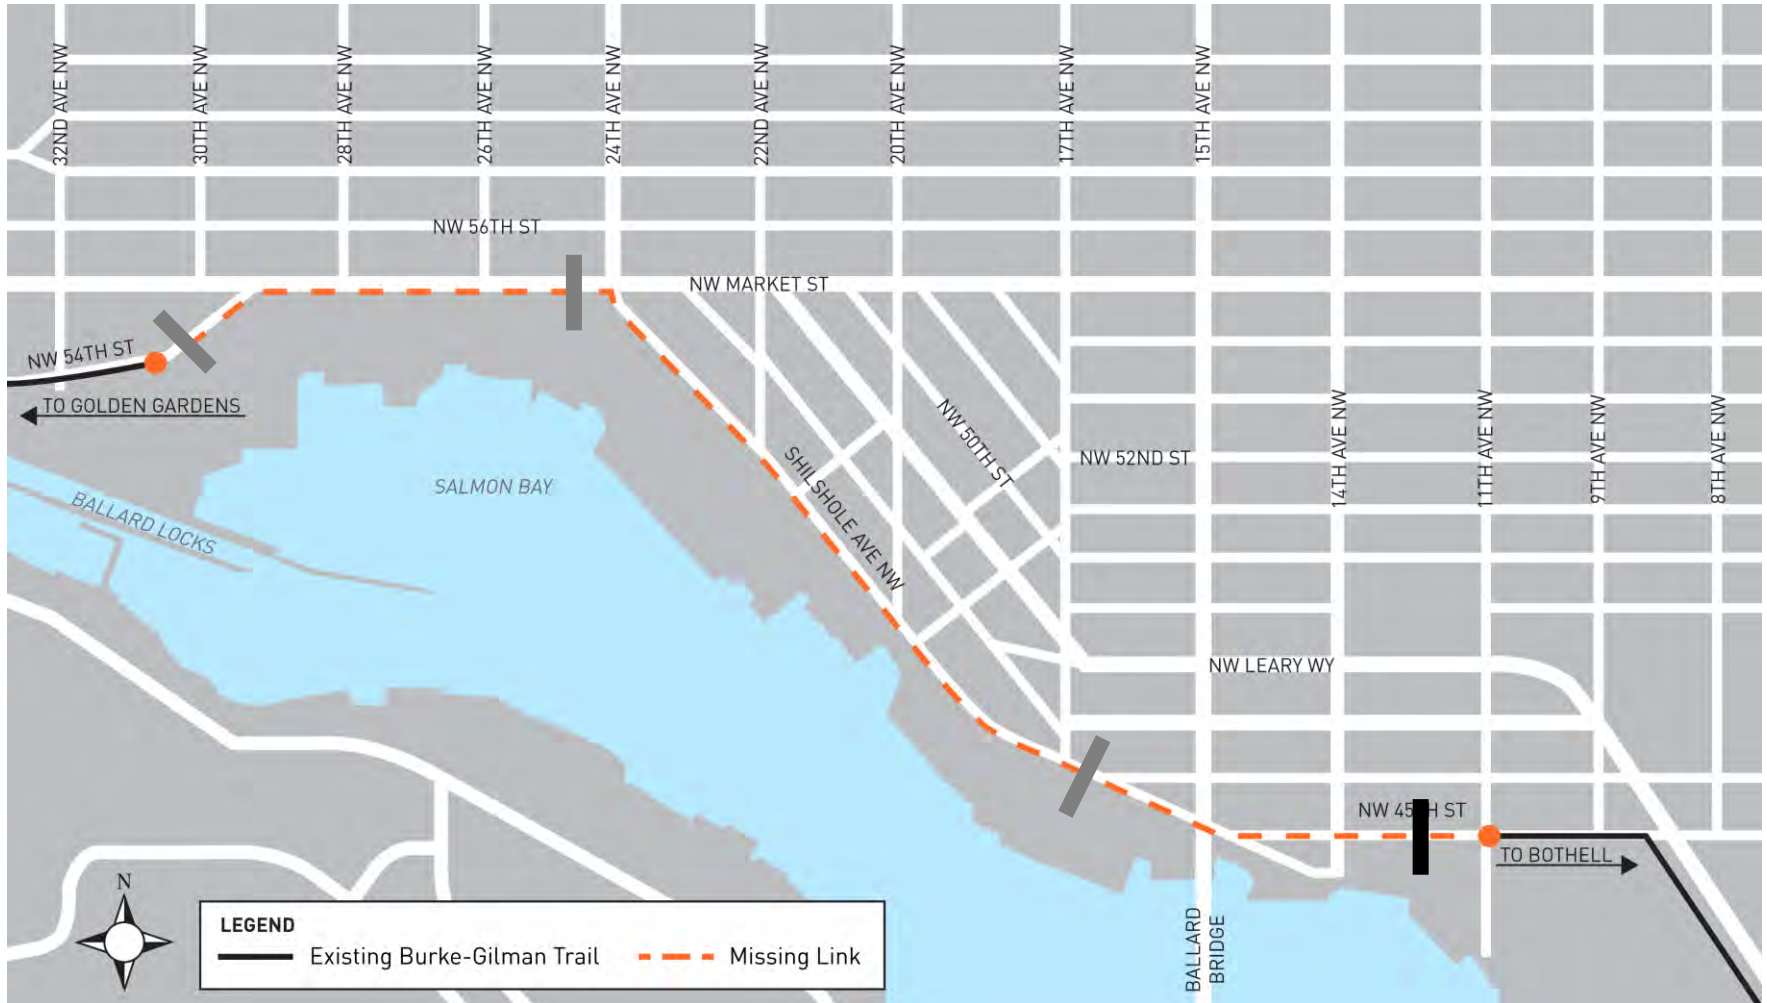 32ND AVE NW
30TH AVE NW
28TH AVE NW
26TH AVE NW
24TH AVE NW
22ND AVE NW
20TH AVE NW
17TH AVE NW
15TH AVE NW
NW 56TH ST
NW MARKET ST
NW 54TH ST
TO GOLDEN GARDENS
SALMON BAY
BALLARD LOCKS
SHILSHOLE AVE NW
NW 50TH ST
NW 52ND ST
14TH AVE NW
11TH AVE NW
9TH AVE NW
8TH AVE NW
NW LEARY WY
NW 45TH ST
TO BOTHELL
BALLARD
BRIDGE
N
LEGEND
Existing Burke-Gilman Trail
Missing Link